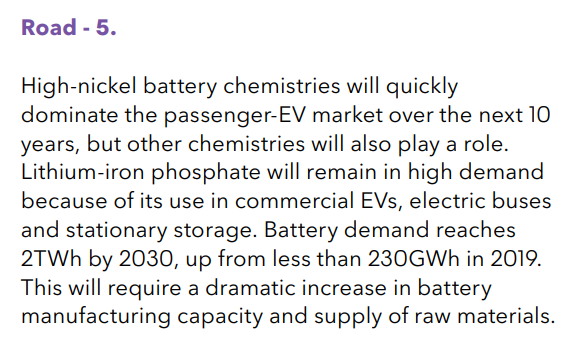 Road - 5.
High-nickel battery chemistries will quickly
dominate the passenger-EV market over the next 10
years, but other chemistries will also play a role.
Lithium-iron phosphate will remain in high demand
because of its use in commercial EVs, electric buses
and stationary storage. Battery demand reaches
2TWh by 2030, up from less than 230GWh in 2019.
This will require a dramatic increase in battery
manufacturing capacity and supply of raw materials.